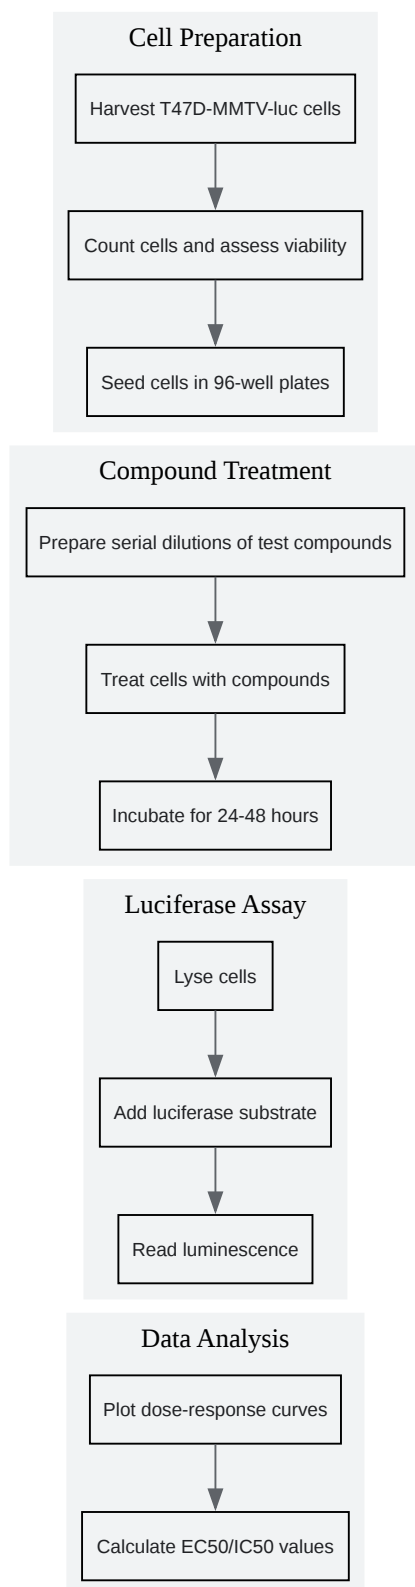 Cell Preparation
Harvest T47D-MMTV-luc cells
Count cells and assess viability
Seed cells in 96-well plates
Compound Treatment
Prepare serial dilutions of test compounds
Treat cells with compounds
Incubate for 24-48 hours
Luciferase Assay
Lyse cells
Add luciferase substrate
Read luminescence
Data Analysis
Plot dose-response curves
Calculate EC50/IC50 values